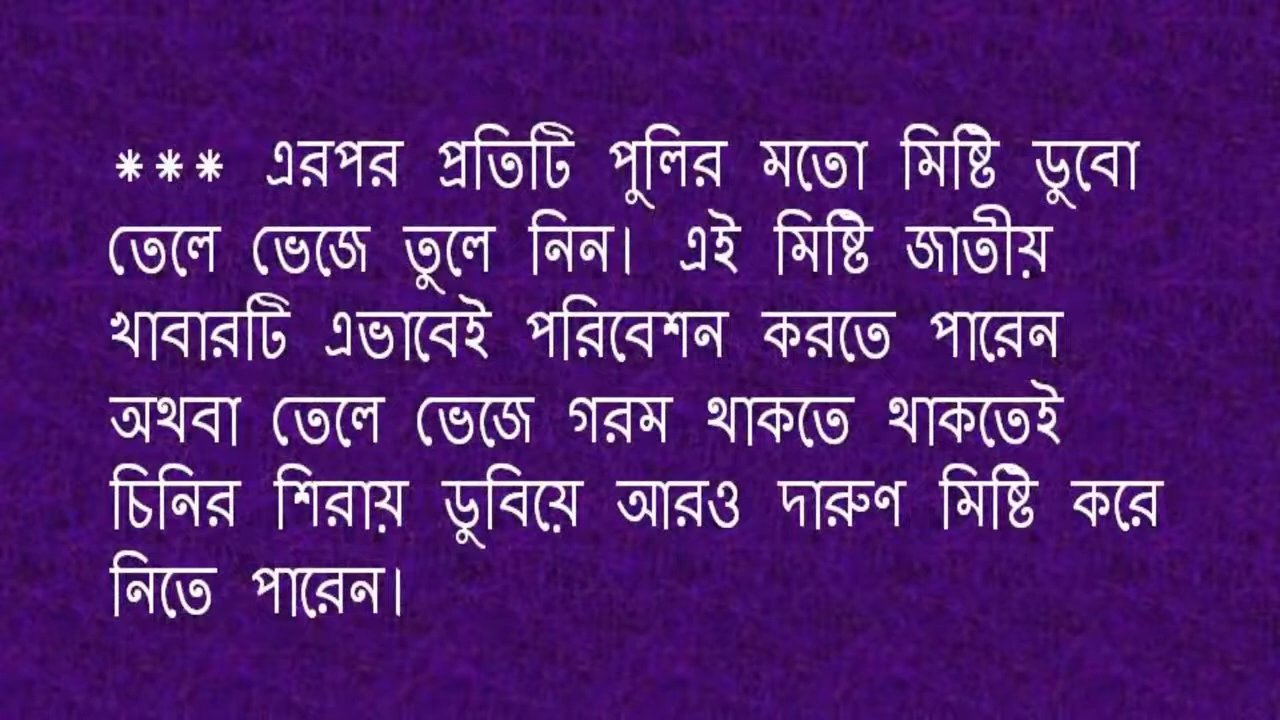 *** এরপর প্রতিটি পুলির মতো মিষ্টি ডুবো
তেলে ভেজে তুলে নিন। এই মিষ্টি জাতীয়
খাবারটি এভাবেই পরিবেশন করতে পারেন
অথবা তেলে ভেজে গরম থাকতে থাকতেই
চিনির শিরায় ডুবিয়ে আরও দারুণ মিষ্টি করে
নিতে পারেন।